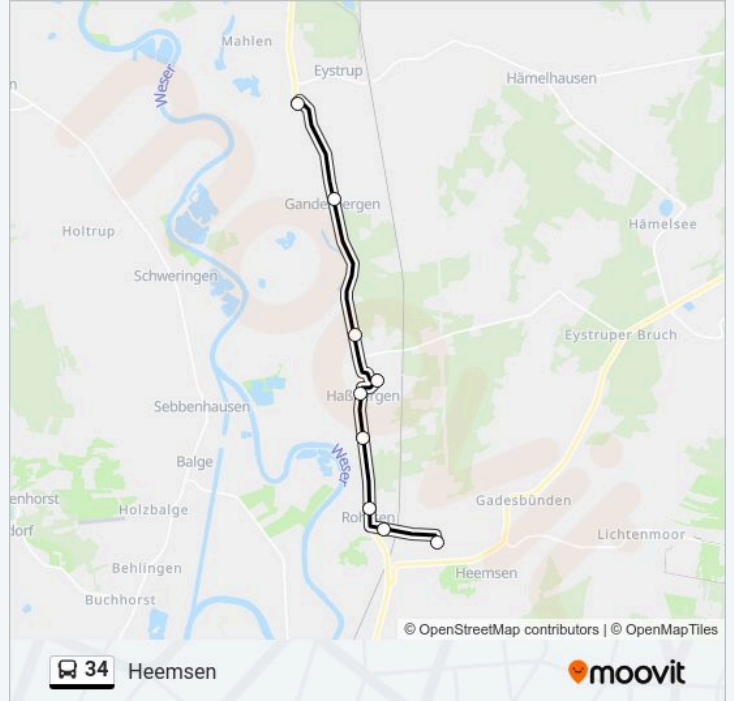 Mahlen
Eystrup
Hämelhausen
Weser
Holtrup
Hämelsee
Schweringen
Eystruper Bruch
Sebbenhausen
Balge
Weser
Gadesbünden
Holzbalge
Lichtenmoor
Behlingen
Heemsen
Buchhorst
© OpenStreetMap contributors | © OpenMapTiles
34 Heemsen
moovit